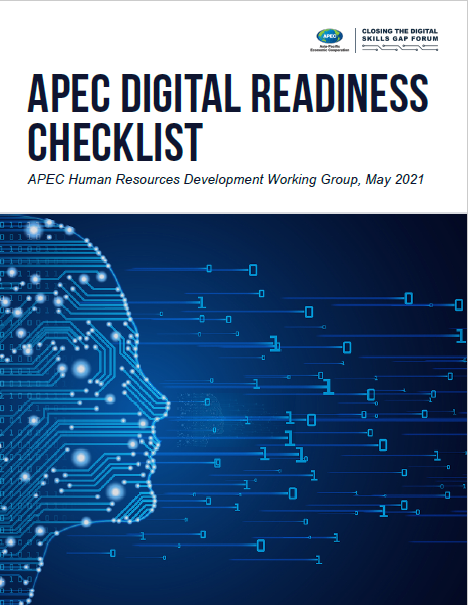 APEC
Asia-Pacific
Economic Cooperation
CLOSING THE DIGITAL
SKILLS GAP FORUM
APEC DIGITAL READINESS
CHECKLIST
APEC Human Resources Development Working Group, May 2021